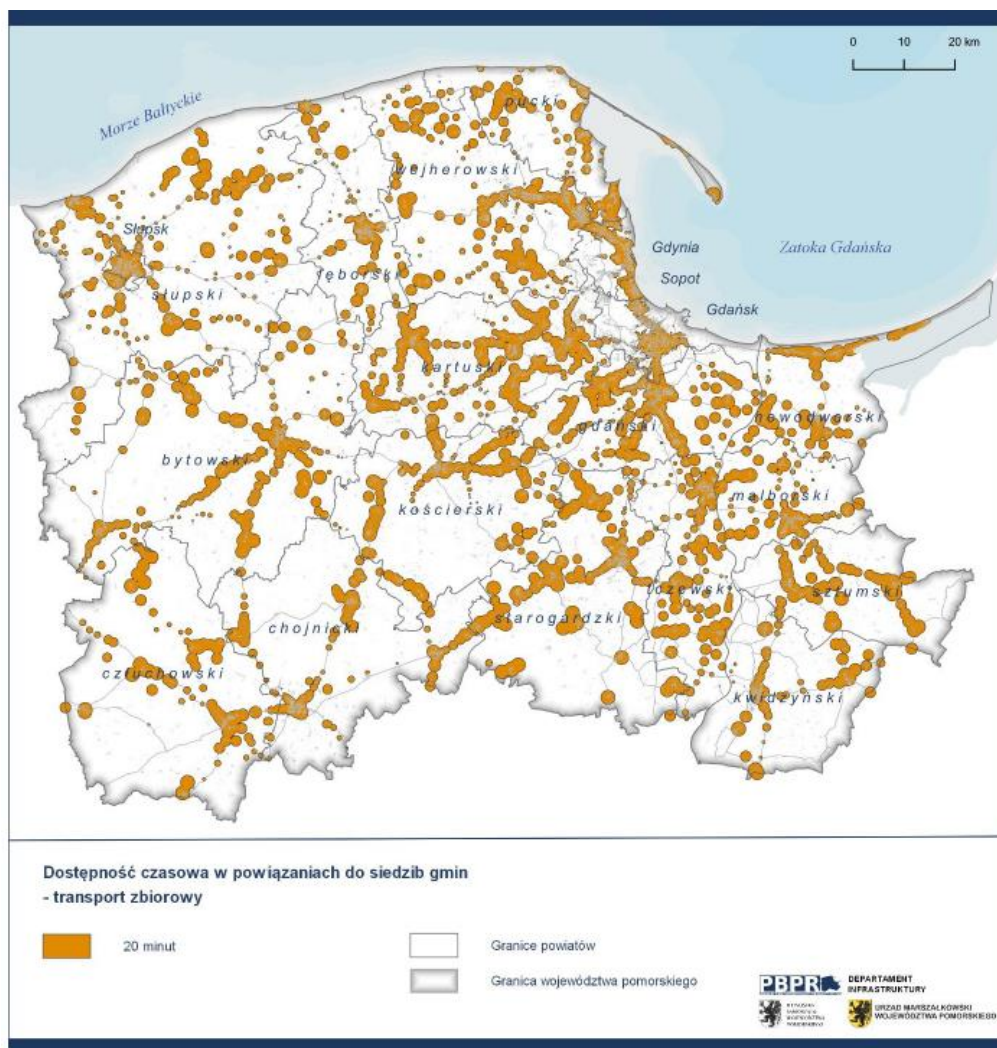 0 10 20 km
Morze Bałtyckie
pucki
wejherowski
Słupsk
Gdynia
Zatoka Gdańska
lęborski
Sopot
słupski
Gdańsk
kartuski
nowodworski
gdański
bytowski
malborski
kościerski
sztumski
tczewski
starogardzki
chojnicki
człuchowski
kwidzyński
Dostępność czasowa w powiązaniach do siedzib gmin
- transport zbiorowy
20 minut
Granice powiatów
Granica województwa pomorskiego
PBPR
DEPARTAMENT
INFRASTRUKTURY
URZĄD MARSZAŁKOWSKI
WOJEWÓDZTWA POMORSKIEGO